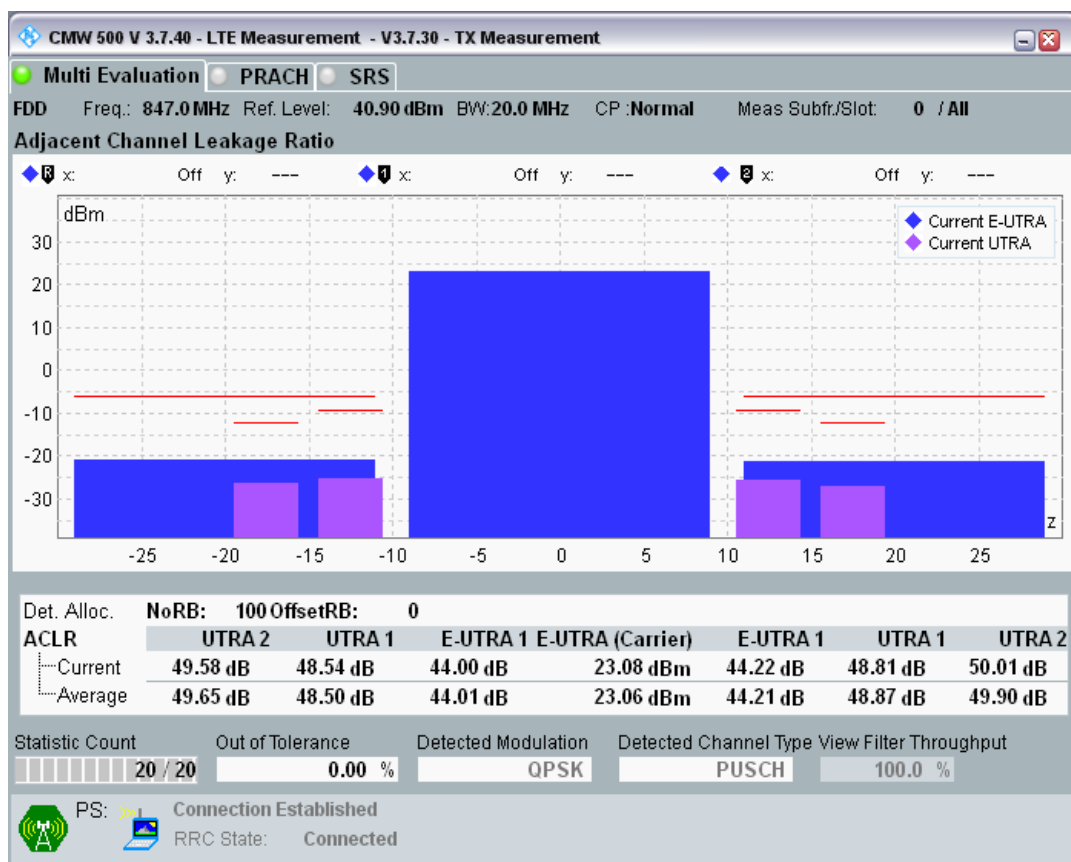 CMW 500 V 3.7.40 - LTE Measurement - V3.7.30 - TX Measurement
Multi Evaluation PRACH SRS
FDD Freq.: 847.0 MHz Ref. Level: 40.90 dBm BW:20.0 MHz CP :Normal Meas Subfr./Slot: 0 / All
Adjacent Channel Leakage Ratio
R x: Off y: --- 1 x: Off y: --- 2 x: Off y: ---
dBm
Current E-UTRA
Current UTRA
30
20
10
0
-10
-20
-30
z
-25 -20 -15 -10 -5 0 5 10 15 20 25
Det. Alloc. NoRB: 100 OffsetRB: 0
ACLR UTRA 2 UTRA 1 E-UTRA 1 E-UTRA (Carrier) E-UTRA 1 UTRA 1 UTRA 2
Current 49.58 dB 48.54 dB 44.00 dB 23.08 dBm 44.22 dB 48.81 dB 50.01 dB
Average 49.65 dB 48.50 dB 44.01 dB 23.06 dBm 44.21 dB 48.87 dB 49.90 dB
Statistic Count Out of Tolerance Detected Modulation Detected Channel Type View Filter Throughput
20 / 20 0.00 % QPSK PUSCH 100.0 %
PS: Connection Established
RRC State: Connected